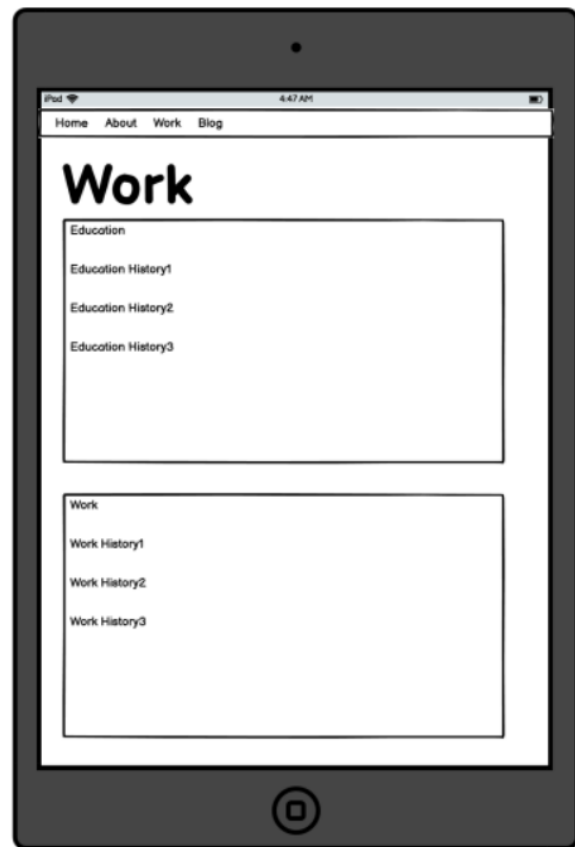 iPad 4:47 AM
Home About Work Blog
Work
Education
Education History1
Education History2
Education History3
Work
Work History1
Work History2
Work History3